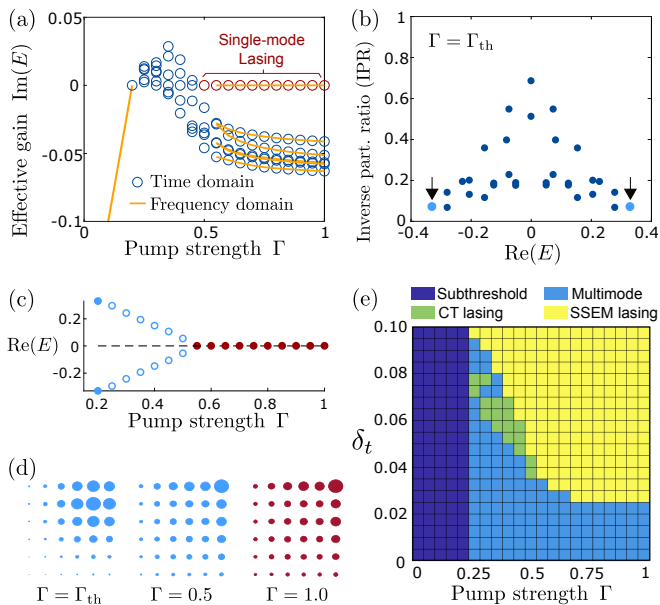 (a)
Effective gain Im(E)
0
-0.05
-0.1
Single-mode
Lasing
Time domain
Frequency domain
0 0.5 1.0
Pump strength Γ
(b)
Inverse part. ratio (IPR)
1
0.8
0.6
0.4
0.2
0
Γ = Γth
-0.4 -0.2 0 0.2 0.4
Re(E)
(c)
Re(E)
0.2
0
-0.2
0.2 0.4 0.6 0.8 1.0
Pump strength Γ
(d)
Γ = Γth Γ = 0.5 Γ = 1.0
(e)
Subthreshold Multimode
CT lasing SSEM lasing
δt
0.10
0.08
0.06
0.04
0.02
0
0 0.25 0.5 0.75 1
Pump strength Γ